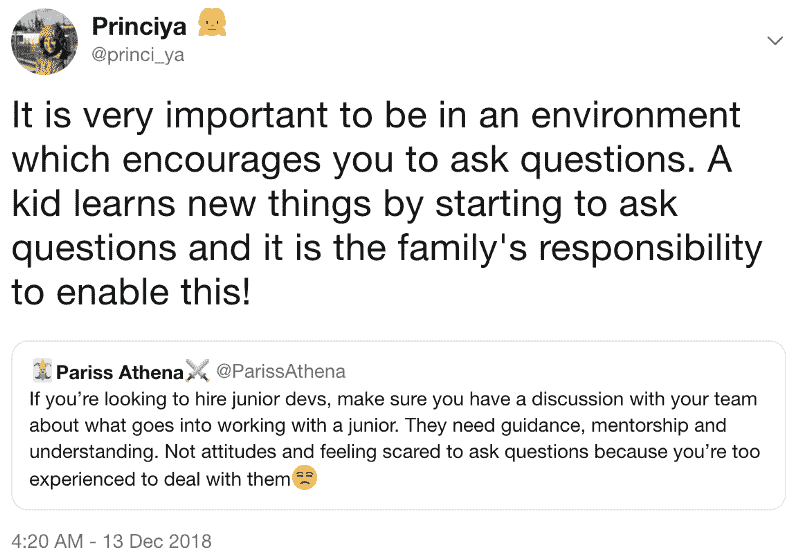 Princiya
@princi_ya
It is very important to be in an environment
which encourages you to ask questions. A
kid learns new things by starting to ask
questions and it is the family's responsibility
to enable this!
Pariss Athena @ParissAthena
If you’re looking to hire junior devs, make sure you have a discussion with your team
about what goes into working with a junior. They need guidance, mentorship and
understanding. Not attitudes and feeling scared to ask questions because you’re too
experienced to deal with them
4:20 AM - 13 Dec 2018